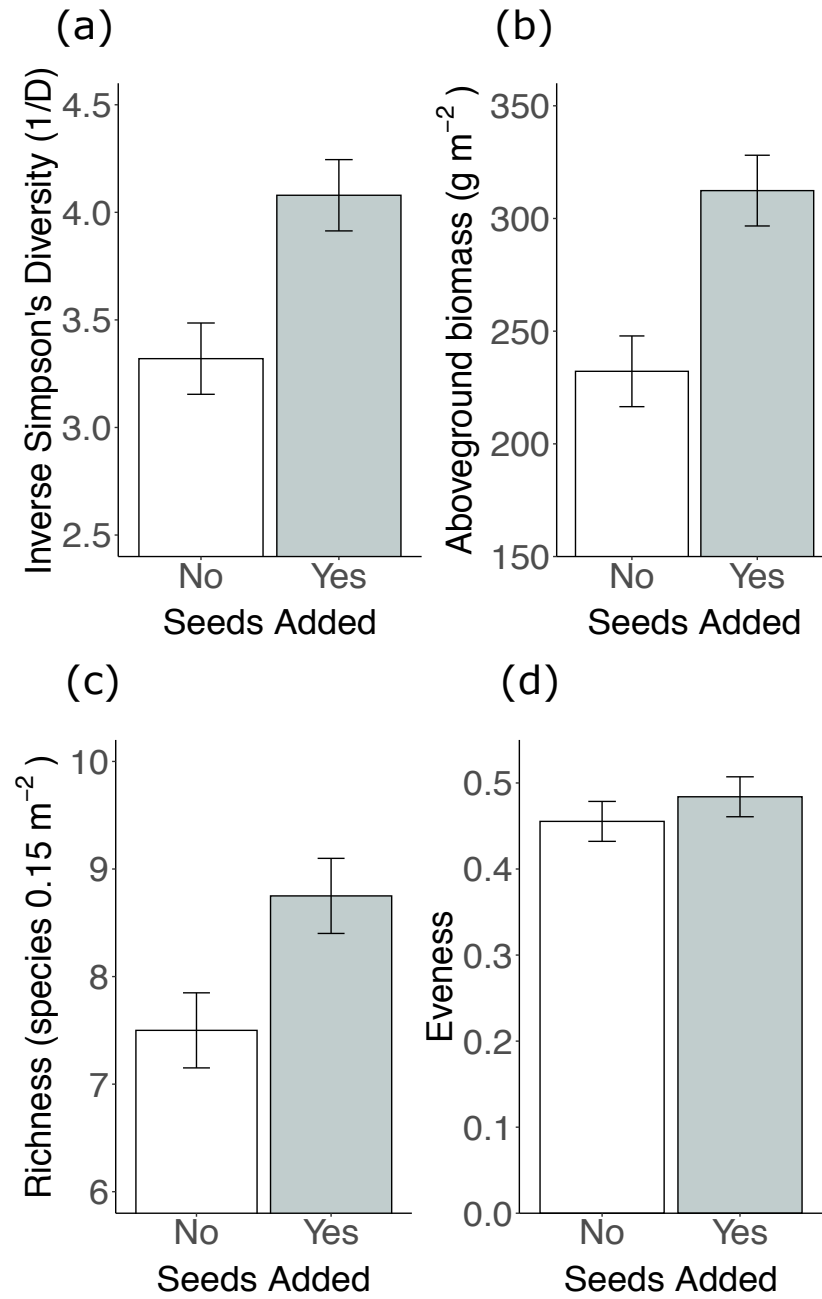 (a)
Inverse Simpson's Diversity (1/D)
4.5
4.0
3.5
3.0
2.5
No Yes
Seeds Added
(b)
Aboveground biomass (g m⁻²)
350
300
250
200
150
No Yes
Seeds Added
(c)
Richness (species 0.15 m⁻²)
10
9
8
7
6
No Yes
Seeds Added
(d)
Eveness
0.5
0.4
0.3
0.2
0.1
0.0
No Yes
Seeds Added